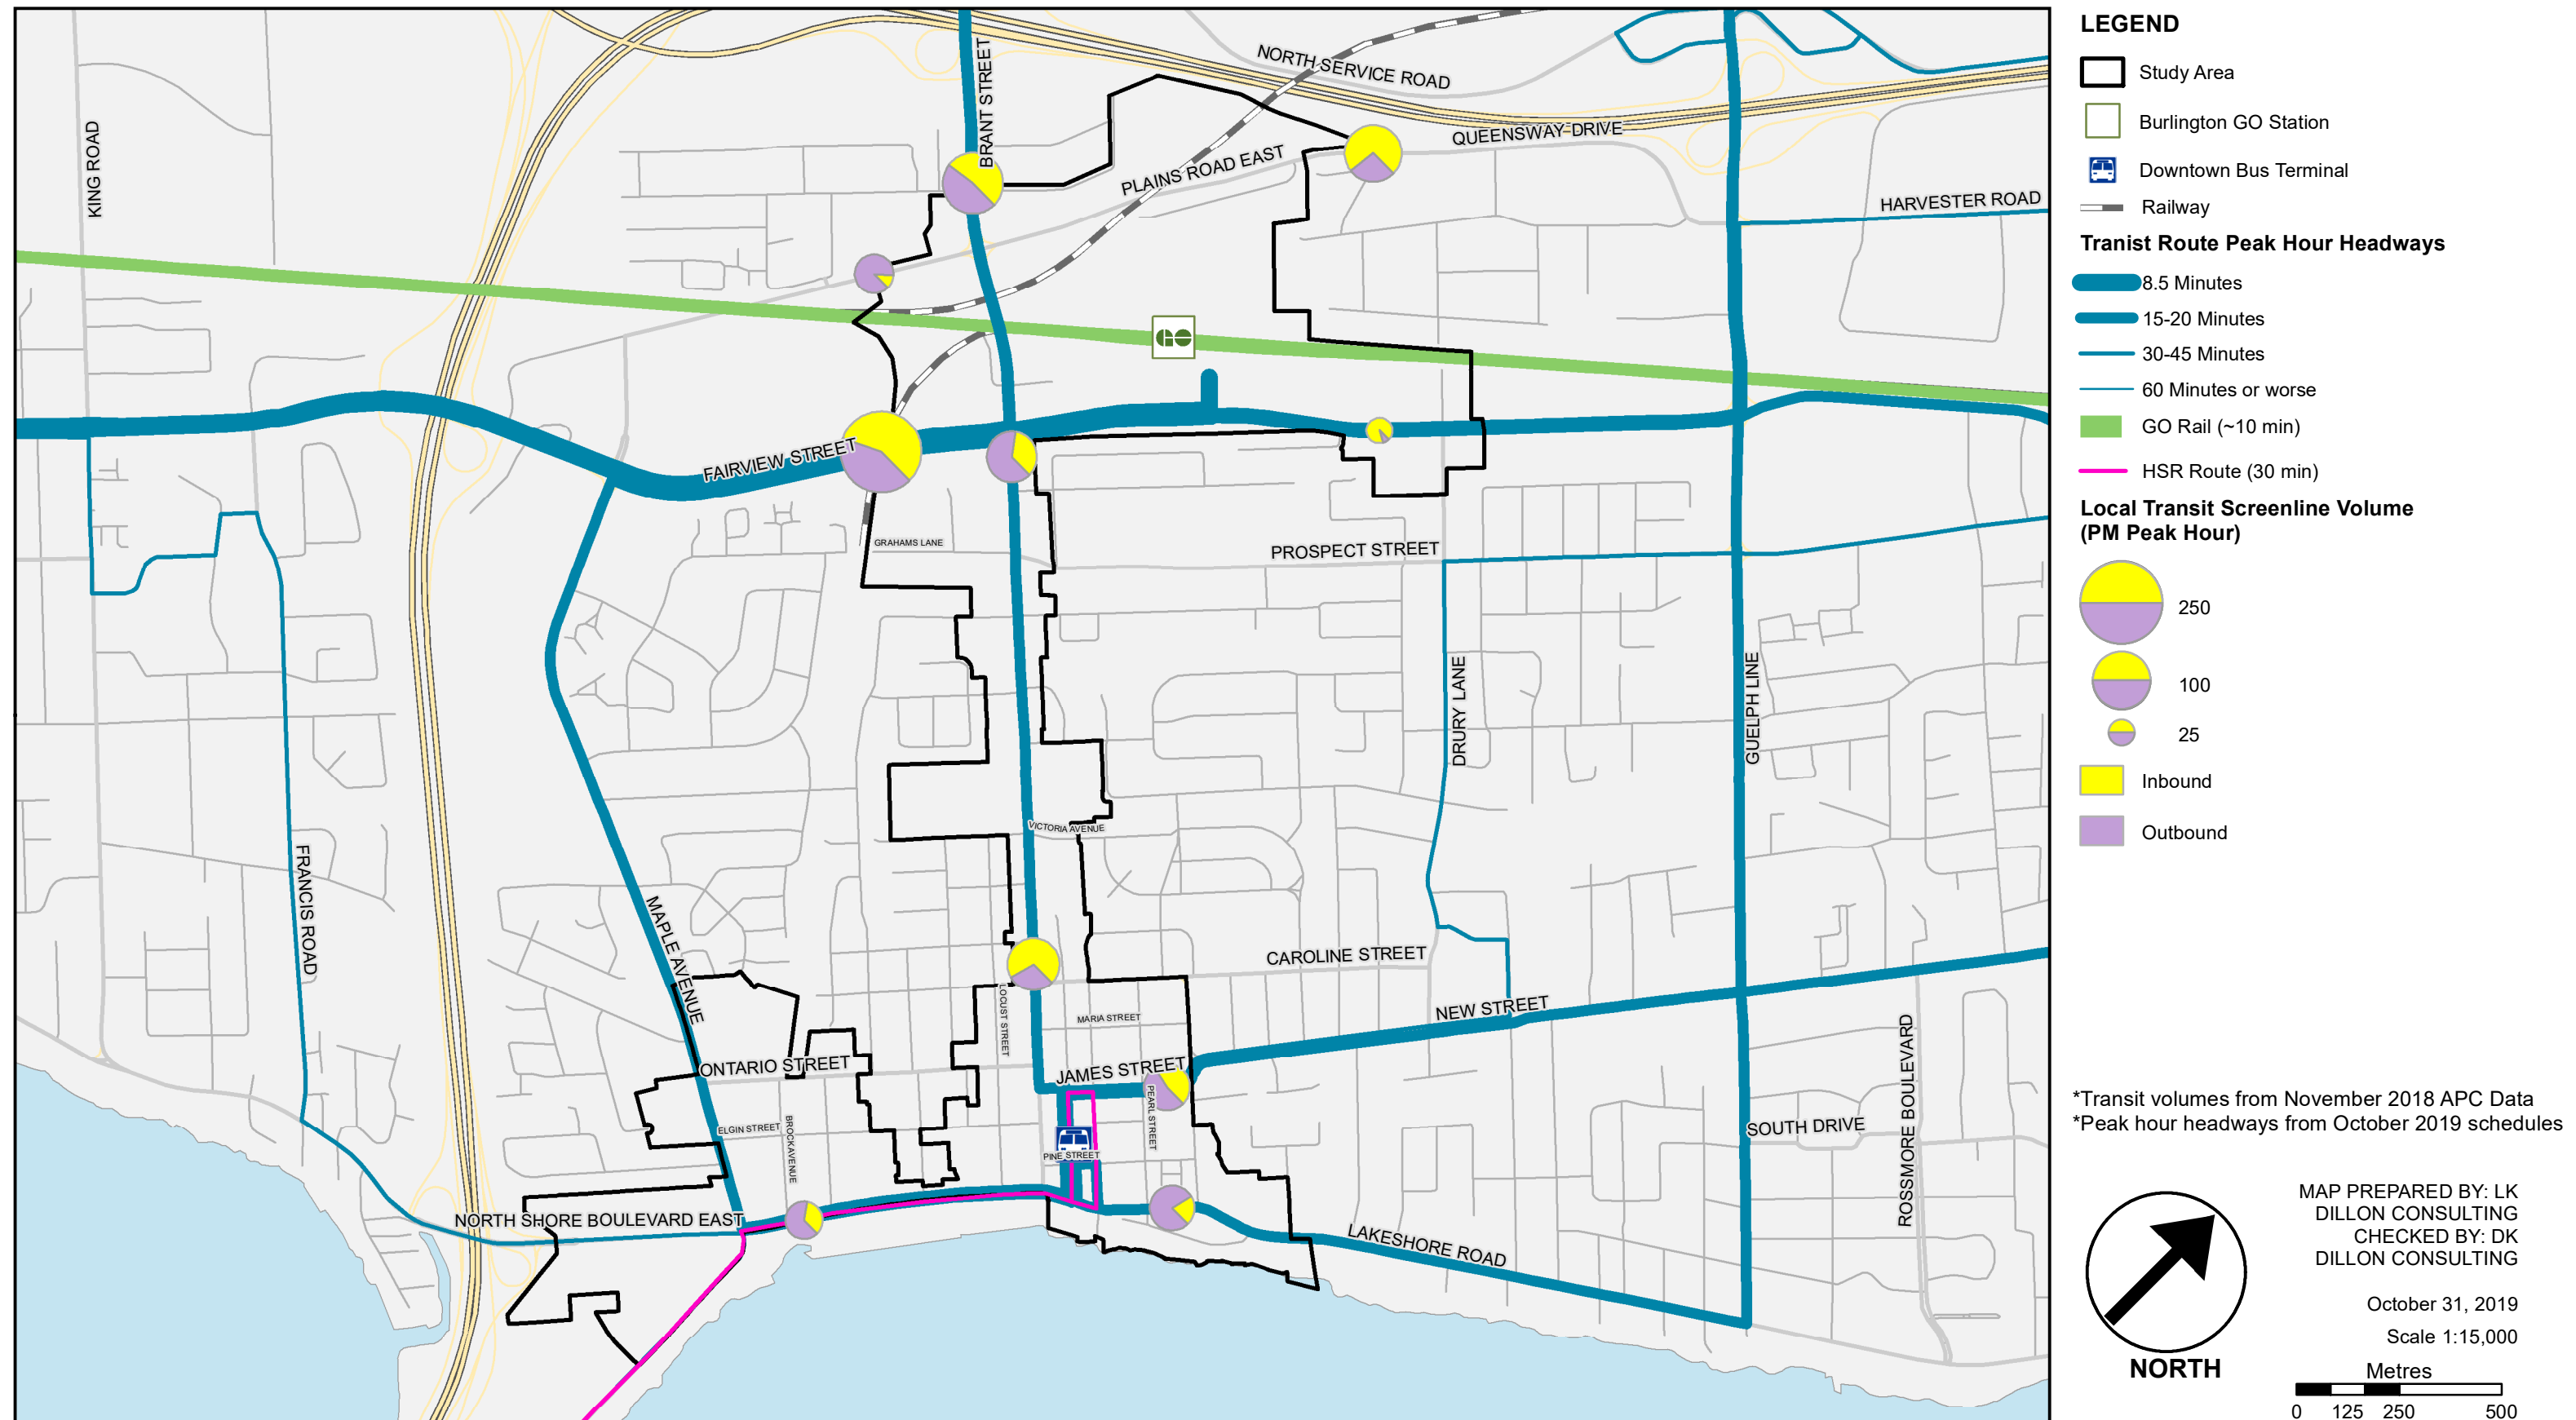 NORTH SERVICE ROAD
BRANT STREET
QUEENSWAY DRIVE
PLAINS ROAD EAST
KING ROAD
HARVESTER ROAD
GO
FAIRVIEW STREET
GRAHAMS LANE
PROSPECT STREET
DRURY LANE
GUELPH LINE
VICTORIA AVENUE
FRANCIS ROAD
MAPLE AVENUE
CAROLINE STREET
LOCUST STREET
MARIA STREET
NEW STREET
ONTARIO STREET
JAMES STREET
PEARL STREET
ELGIN STREET
BROCK AVENUE
PINE STREET
SOUTH DRIVE
ROSSMORE BOULEVARD
NORTH SHORE BOULEVARD EAST
LAKESHORE ROAD
LEGEND
Study Area
Burlington GO Station
Downtown Bus Terminal
Railway
Tranist Route Peak Hour Headways
8.5 Minutes
15-20 Minutes
30-45 Minutes
60 Minutes or worse
GO Rail (~10 min)
HSR Route (30 min)
Local Transit Screenline Volume
(PM Peak Hour)
250
100
25
Inbound
Outbound
*Transit volumes from November 2018 APC Data
*Peak hour headways from October 2019 schedules
MAP PREPARED BY: LK
DILLON CONSULTING
CHECKED BY: DK
DILLON CONSULTING
October 31, 2019
Scale 1:15,000
NORTH
Metres
0 125 250 500